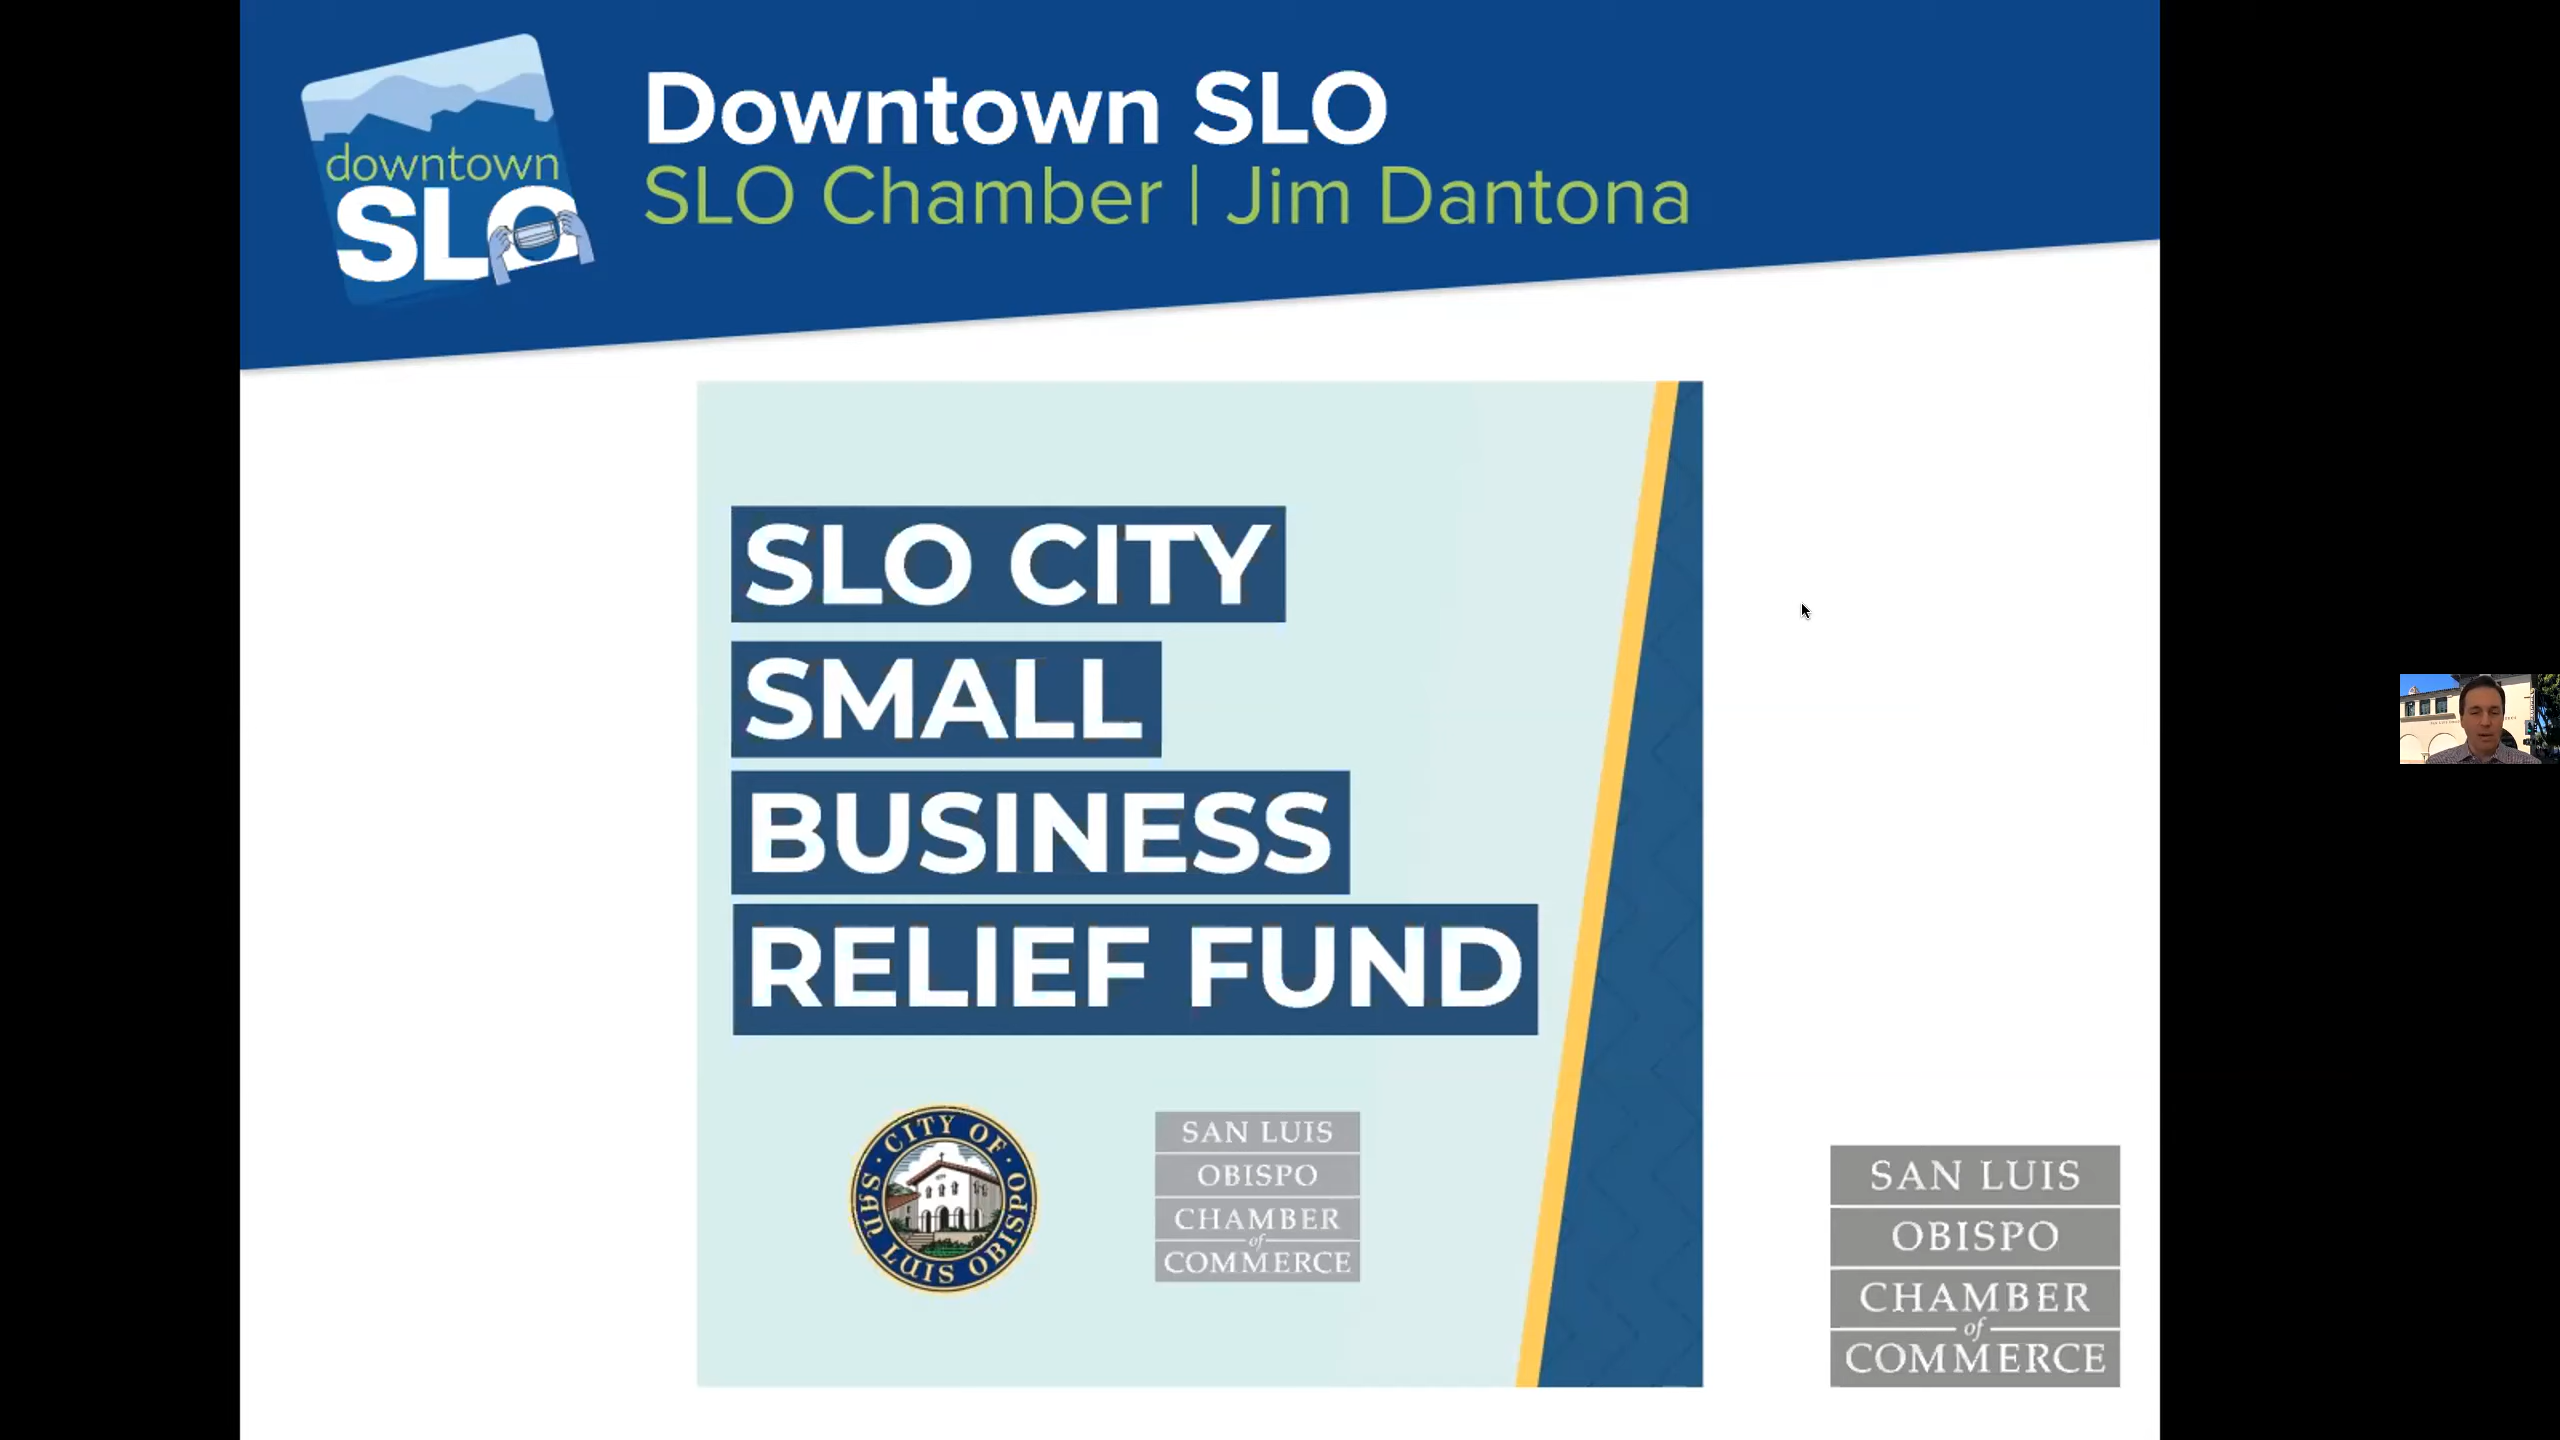 Downtown SLO
SLO Chamber | Jim Dantona
downtown
SLO
SLO CITY
SMALL
BUSINESS
RELIEF FUND
CITY OF
SAN LUIS OBISPO
SAN LUIS
OBISPO
CHAMBER
of
COMMERCE
SAN LUIS
OBISPO
CHAMBER
of
COMMERCE